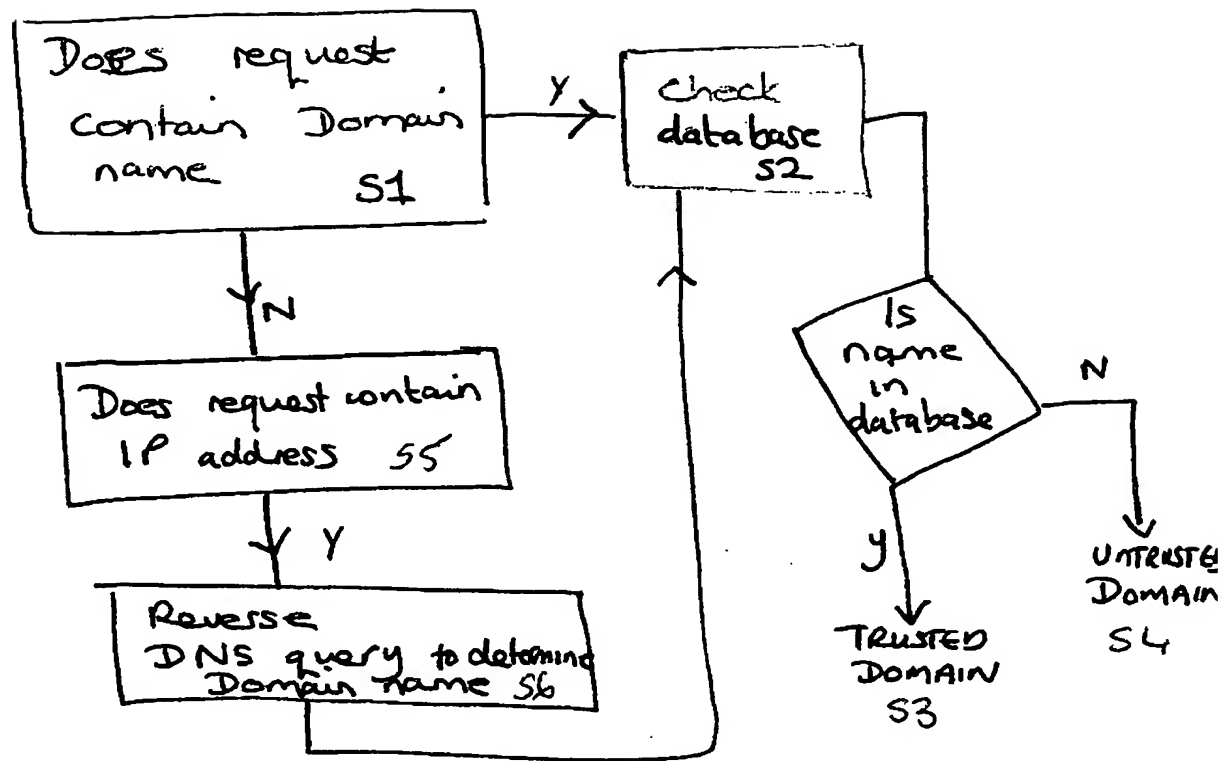 Does request
contain Domain
name S1
Y
Check
database
S2
N
Is
name
in
database
N
Does request contain
IP address S5
Y
y
UNTRUSTE
DOMAIN
S4
Reverse
DNS query to determine
Domain name S6
TRUSTED
DOMAIN
S3